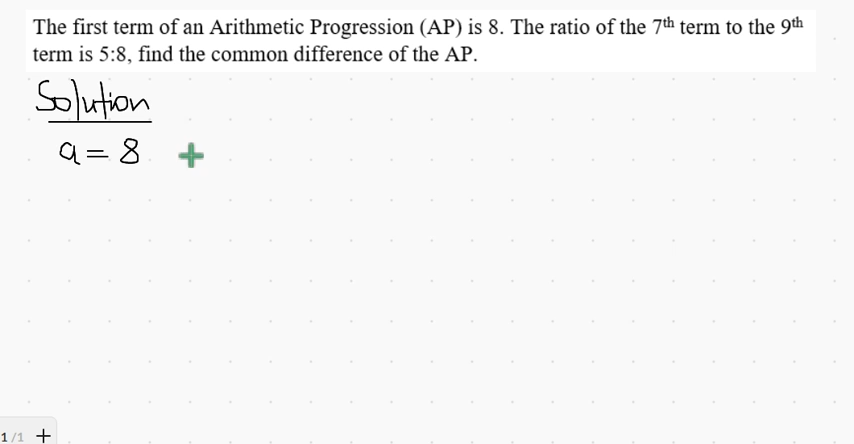 The first term of an Arithmetic Progression (AP) is 8. The ratio of the 7th term to the 9th
term is 5:8, find the common difference of the AP.
Solution
a = 8
1/1 +